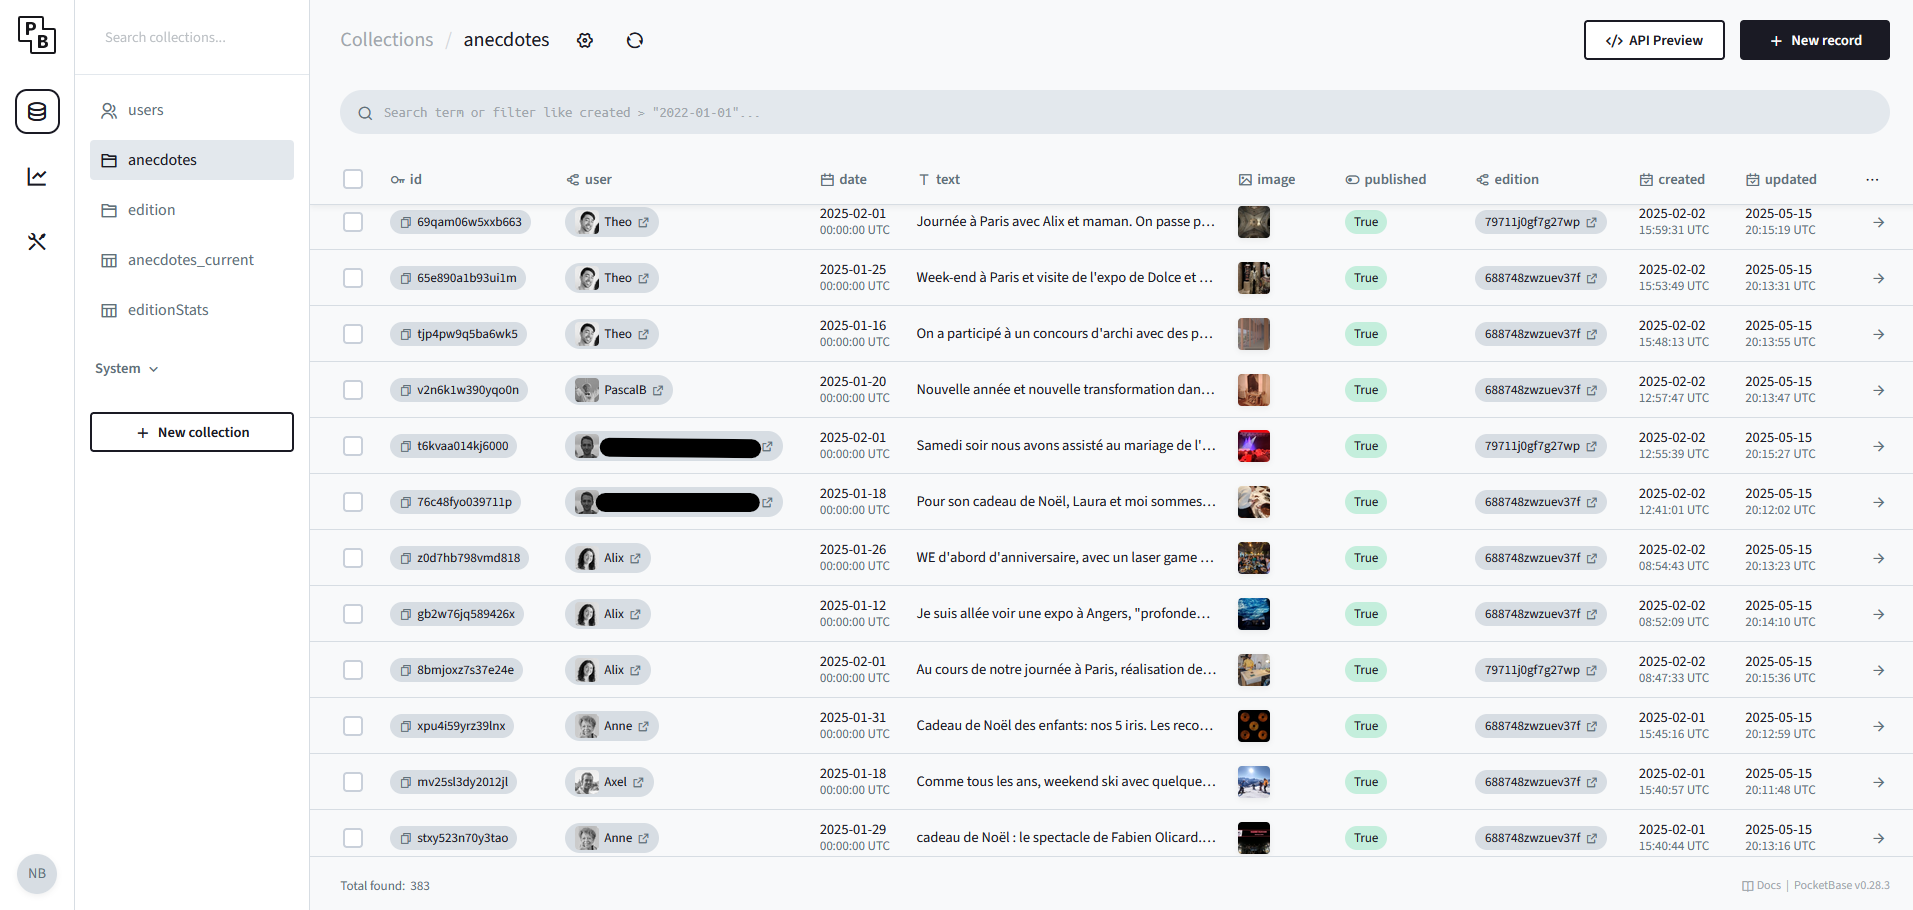 P
B
Search collections...
Collections / anecdotes
API Preview
New record
users
anecdotes
edition
anecdotes_current
editionStats
System
New collection
Search term or filter like created > "2022-01-01"...
id user date text image published edition created updated ...
69qam06w5xxb663 Theo 2025-02-01 00:00:00 UTC Journée à Paris avec Alix et maman. On passe p... True 79711j0gf7g27wp 2025-02-02 15:59:31 UTC 2025-05-15 20:15:19 UTC
65e890a1b93ui1m Theo 2025-01-25 00:00:00 UTC Week-end à Paris et visite de l'expo de Dolce et ... True 688748zwzuev37f 2025-02-02 15:53:49 UTC 2025-05-15 20:13:31 UTC
tjp4pw9q5ba6wk5 Theo 2025-01-16 00:00:00 UTC On a participé à un concours d'archi avec des p... True 688748zwzuev37f 2025-02-02 15:48:13 UTC 2025-05-15 20:13:55 UTC
v2n6k1w390yqo0n PascalB 2025-01-20 00:00:00 UTC Nouvelle année et nouvelle transformation dan... True 688748zwzuev37f 2025-02-02 12:57:47 UTC 2025-05-15 20:13:47 UTC
t6kvaa014kj6000 2025-02-01 00:00:00 UTC Samedi soir nous avons assisté au mariage de l'... True 79711j0gf7g27wp 2025-02-02 12:55:39 UTC 2025-05-15 20:15:27 UTC
76c48fyo039711p 2025-01-18 00:00:00 UTC Pour son cadeau de Noël, Laura et moi sommes... True 688748zwzuev37f 2025-02-02 12:41:01 UTC 2025-05-15 20:12:02 UTC
z0d7hb798vmd818 Alix 2025-01-26 00:00:00 UTC WE d'abord d'anniversaire, avec un laser game ... True 688748zwzuev37f 2025-02-02 08:54:43 UTC 2025-05-15 20:13:23 UTC
gb2w76jq589426x Alix 2025-01-12 00:00:00 UTC Je suis allée voir une expo à Angers, "profonde... True 688748zwzuev37f 2025-02-02 08:52:09 UTC 2025-05-15 20:14:10 UTC
8bmjoxz7s37e24e Alix 2025-02-01 00:00:00 UTC Au cours de notre journée à Paris, réalisation de... True 79711j0gf7g27wp 2025-02-02 08:47:33 UTC 2025-05-15 20:15:36 UTC
xpu4i59yrz39lnx Anne 2025-01-31 00:00:00 UTC Cadeau de Noël des enfants: nos 5 iris. Les reco... True 688748zwzuev37f 2025-02-01 15:45:16 UTC 2025-05-15 20:12:59 UTC
mv25sl3dy2012jl Axel 2025-01-18 00:00:00 UTC Comme tous les ans, weekend ski avec quelque... True 688748zwzuev37f 2025-02-01 15:40:57 UTC 2025-05-15 20:11:48 UTC
stxy523n70y3tao Anne 2025-01-29 00:00:00 UTC cadeau de Noël : le spectacle de Fabien Olicard.... True 688748zwzuev37f 2025-02-01 15:40:44 UTC 2025-05-15 20:13:16 UTC
NB
Total found: 383
Docs | PocketBase v0.28.3